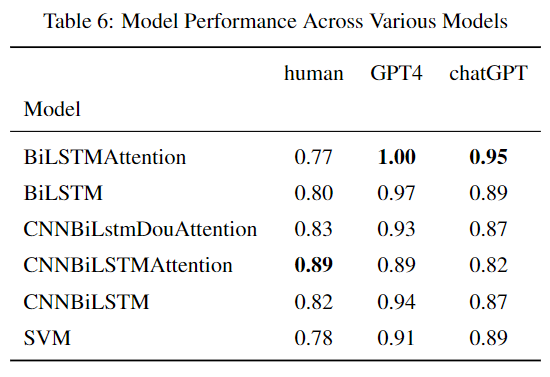 Table 6: Model Performance Across Various Models
human GPT4 chatGPT
Model
BiLSTMAttention 0.77 1.00 0.95
BiLSTM 0.80 0.97 0.89
CNNBiLstmDouAttention 0.83 0.93 0.87
CNNBiLSTMAttention 0.89 0.89 0.82
CNNBiLSTM 0.82 0.94 0.87
SVM 0.78 0.91 0.89